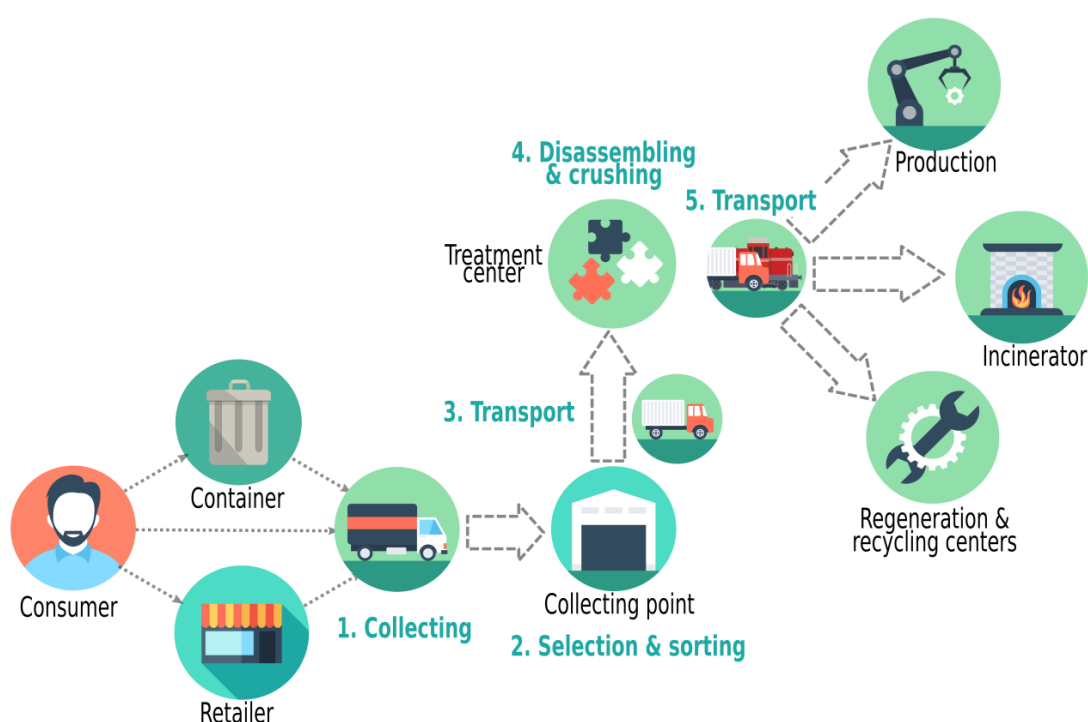 Production
4. Disassembling
& crushing
5. Transport
Treatment
center
Incinerator
3. Transport
Container
Regeneration &
recycling centers
Consumer
Collecting point
1. Collecting
2. Selection & sorting
Retailer